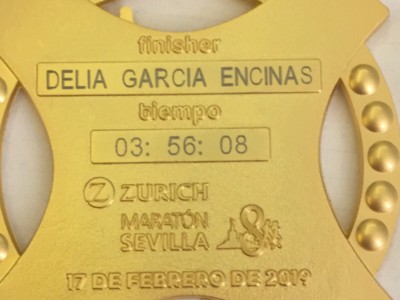 finisher
DELIA GARCIA ENCINAS
tiempo
03: 56: 08
Z ZURICH
MARATÓN
SEVILLA
17 DE FEBRERO DE 2019